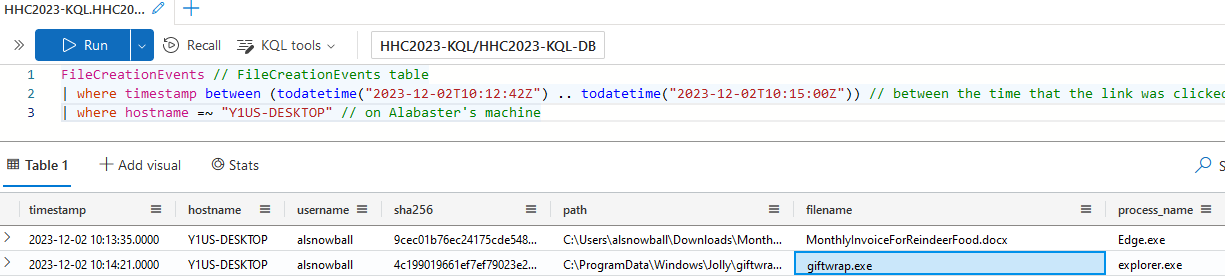 HHC2023-KQL.HHC20...
Run Recall KQL tools HHC2023-KQL/HHC2023-KQL-DB
1 FileCreationEvents // FileCreationEvents table
2 | where timestamp between (todatetime("2023-12-02T10:12:42Z") .. todatetime("2023-12-02T10:15:00Z")) // between the time that the link was clicked
3 | where hostname =~ "Y1US-DESKTOP" // on Alabaster's machine
Table 1 Add visual Stats S
timestamp hostname username sha256 path filename process_name
2023-12-02 10:13:35.0000 Y1US-DESKTOP alsnowball 9cec01b76ec24175cde548... C:\Users\alsnowball\Downloads\Month... MonthlyInvoiceForReindeerFood.docx Edge.exe
2023-12-02 10:14:21.0000 Y1US-DESKTOP alsnowball 4c199019661ef7ef79023e2... C:\ProgramData\Windows\Jolly\giftwra... giftwrap.exe explorer.exe